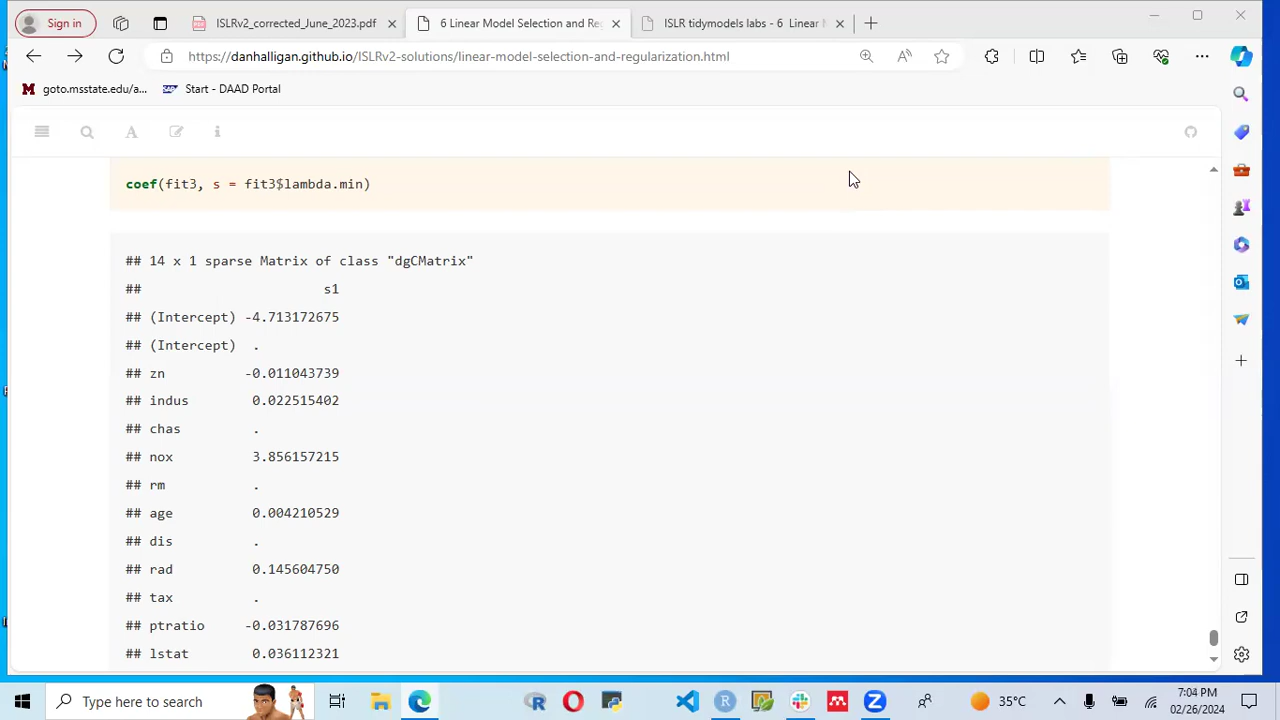 Sign in
ISLRv2_corrected_June_2023.pdf
6 Linear Model Selection and Re
ISLR tidymodels labs - 6 Linear M
https://danhalligan.github.io/ISLRv2-solutions/linear-model-selection-and-regularization.html
goto.msstate.edu/a...
Start - DAAD Portal
coef(fit3, s = fit3$lambda.min)
## 14 x 1 sparse Matrix of class "dgCMatrix"
## s1
## (Intercept) -4.713172675
## (Intercept) .
## zn -0.011043739
## indus 0.022515402
## chas .
## nox 3.856157215
## rm .
## age 0.004210529
## dis .
## rad 0.145604750
## tax .
## ptratio -0.031787696
## lstat 0.036112321
Type here to search
35°C
7:04 PM
02/26/2024